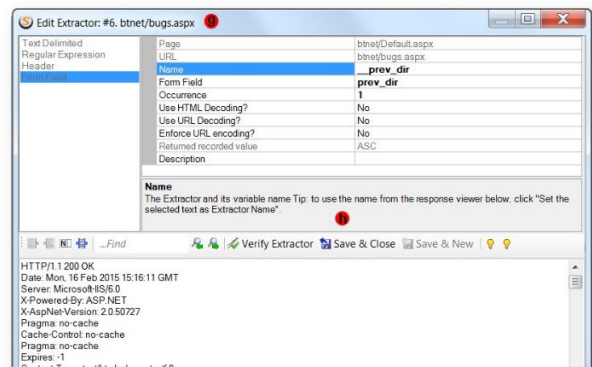 Edit Extractor: #6. btnet/bugs.aspx g
Text Delimited
Regular Expression
Header
Form Field
Page btnet/Default.aspx
URL btnet/bugs.aspx
Name __prev_dir
Form Field prev_dir
Occurrence 1
Use HTML Decoding? No
Use URL Decoding? No
Enforce URL encoding? No
Returned recorded value ASC
Description
Name
The Extractor and its variable name Tip: to use the name from the response viewer below, click "Set the
selected text as Extractor Name".
h
...Find Verify Extractor Save & Close Save & New
HTTP/1.1 200 OK
Date: Mon, 16 Feb 2015 15:16:11 GMT
Server: Microsoft-IIS/6.0
X-Powered-By: ASP.NET
X-AspNet-Version: 2.0.50727
Pragma: no-cache
Cache-Control: no-cache
Pragma: no-cache
Expires: -1